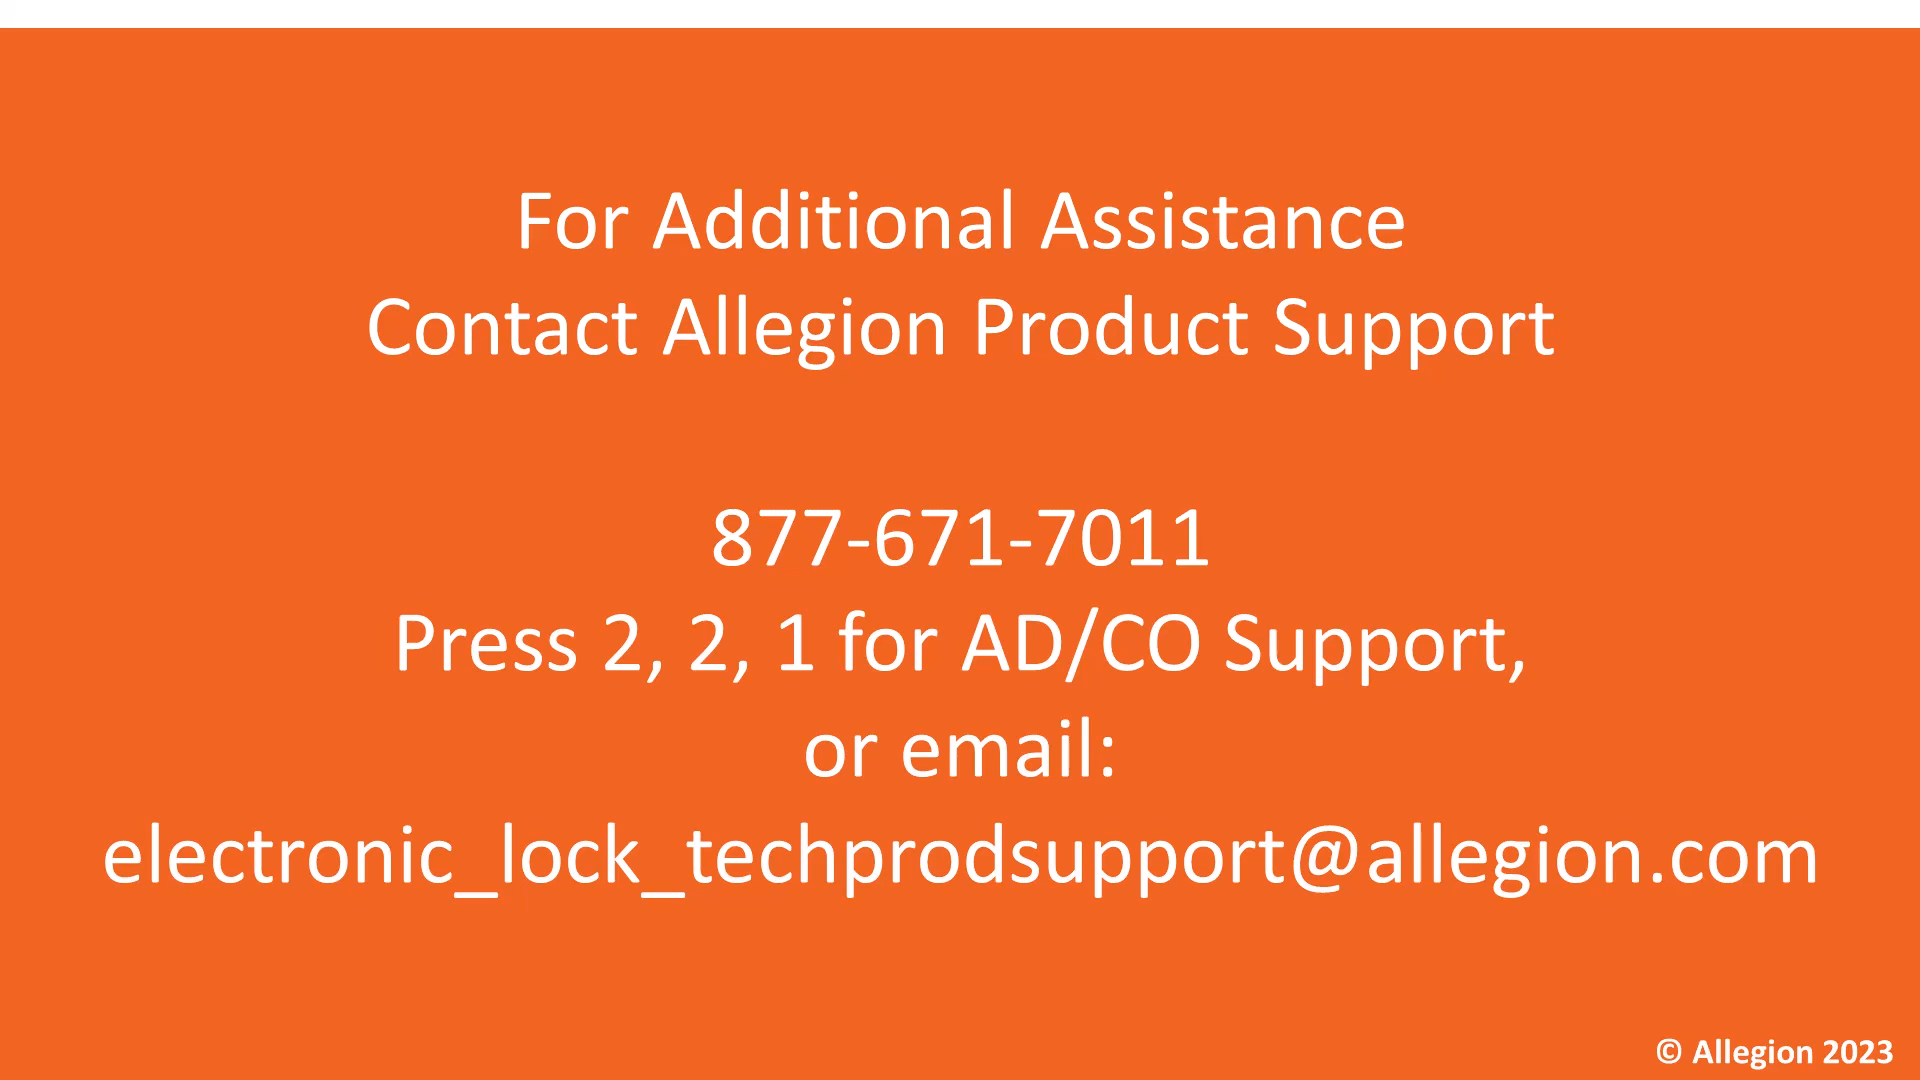 For Additional Assistance
Contact Allegion Product Support
877-671-7011
Press 2, 2, 1 for AD/CO Support,
or email:
electronic_lock_techprodsupport@allegion.com
© Allegion 2023